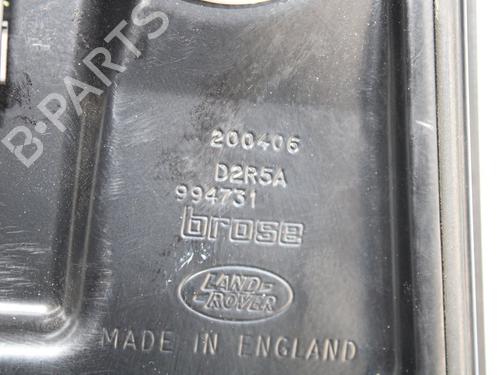 B-PARTS
200406
D2R5A
994731
brose
LAND-
ROVER
MADE IN ENGLAND